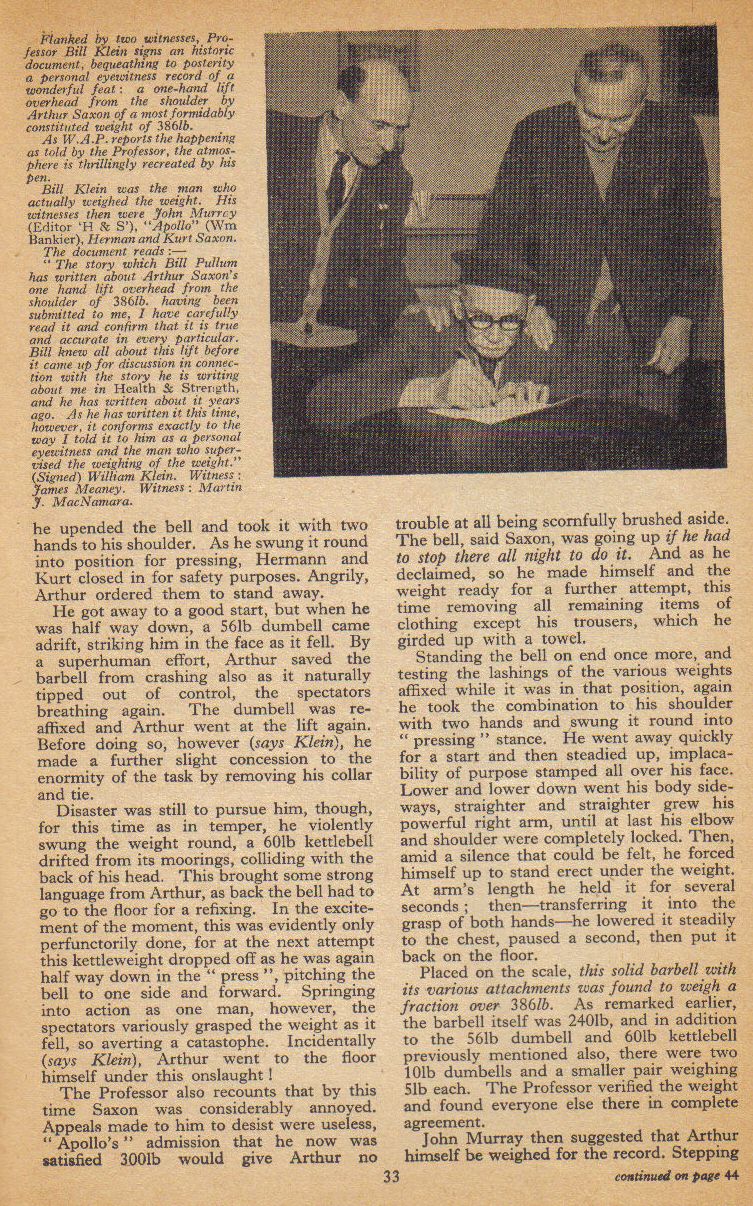 Flanked by two witnesses, Pro-
fessor Bill Klein signs an historic
document, bequeathing to posterity
a personal eyewitness record of a
wonderful feat: a one-hand lift
overhead from the shoulder by
Arthur Saxon of a most formidably
constituted weight of 386lb.
As W.A.P. reports the happening
as told by the Professor, the atmos-
phere is thrillingly recreated by his
pen.
Bill Klein was the man who
actually weighed the weight. His
witnesses then were John Murrcy
(Editor 'H & S'), "Apollo" (Wm
Bankier), Herman and Kurt Saxon.
The document reads:—
"The story which Bill Pullum
has written about Arthur Saxon's
one hand lift overhead from the
shoulder of 386lb. having been
submitted to me, I have carefully
read it and confirm that it is true
and accurate in every particular.
Bill knew all about this lift before
it came up for discussion in connec-
tion with the story he is writing
about me in Health & Strength,
and he has written about it years
ago. As he has written it this time,
however, it conforms exactly to the
way I told it to him as a personal
eyewitness and the man who super-
vised the weighing of the weight."
(Signed) William Klein. Witness:
James Meaney. Witness: Martin
J. MacNamara.
he upended the bell and took it with two
hands to his shoulder. As he swung it round
into position for pressing, Hermann and
Kurt closed in for safety purposes. Angrily,
Arthur ordered them to stand away.
He got away to a good start, but when he
was half way down, a 56lb dumbell came
adrift, striking him in the face as it fell. By
a superhuman effort, Arthur saved the
barbell from crashing also as it naturally
tipped out of control, the spectators
breathing again. The dumbell was re-
affixed and Arthur went at the lift again.
Before doing so, however (says Klein), he
made a further slight concession to the
enormity of the task by removing his collar
and tie.
Disaster was still to pursue him, though,
for this time as in temper, he violently
swung the weight round, a 60lb kettlebell
drifted from its moorings, colliding with the
back of his head. This brought some strong
language from Arthur, as back the bell had to
go to the floor for a refixing. In the excite-
ment of the moment, this was evidently only
perfunctorily done, for at the next attempt
this kettleweight dropped off as he was again
half way down in the "press", pitching the
bell to one side and forward. Springing
into action as one man, however, the
spectators variously grasped the weight as it
fell, so averting a catastophe. Incidentally
(says Klein), Arthur went to the floor
himself under this onslaught!
The Professor also recounts that by this
time Saxon was considerably annoyed.
Appeals made to him to desist were useless,
"Apollo's" admission that he now was
satisfied 300lb would give Arthur no
trouble at all being scornfully brushed aside.
The bell, said Saxon, was going up if he had
to stop there all night to do it. And as he
declaimed, so he made himself and the
weight ready for a further attempt, this
time removing all remaining items of
clothing except his trousers, which he
girded up with a towel.
Standing the bell on end once more, and
testing the lashings of the various weights
affixed while it was in that position, again
he took the combination to his shoulder
with two hands and swung it round into
"pressing" stance. He went away quickly
for a start and then steadied up, implaca-
bility of purpose stamped all over his face.
Lower and lower down went his body side-
ways, straighter and straighter grew his
powerful right arm, until at last his elbow
and shoulder were completely locked. Then,
amid a silence that could be felt, he forced
himself up to stand erect under the weight.
At arm's length he held it for several
seconds; then—transferring it into the
grasp of both hands—he lowered it steadily
to the chest, paused a second, then put it
back on the floor.
Placed on the scale, this solid barbell with
its various attachments was found to weigh a
fraction over 386lb. As remarked earlier,
the barbell itself was 240lb, and in addition
to the 56lb dumbell and 60lb kettlebell
previously mentioned also, there were two
10lb dumbells and a smaller pair weighing
5lb each. The Professor verified the weight
and found everyone else there in complete
agreement.
John Murray then suggested that Arthur
himself be weighed for the record. Stepping
33
continued on page 44